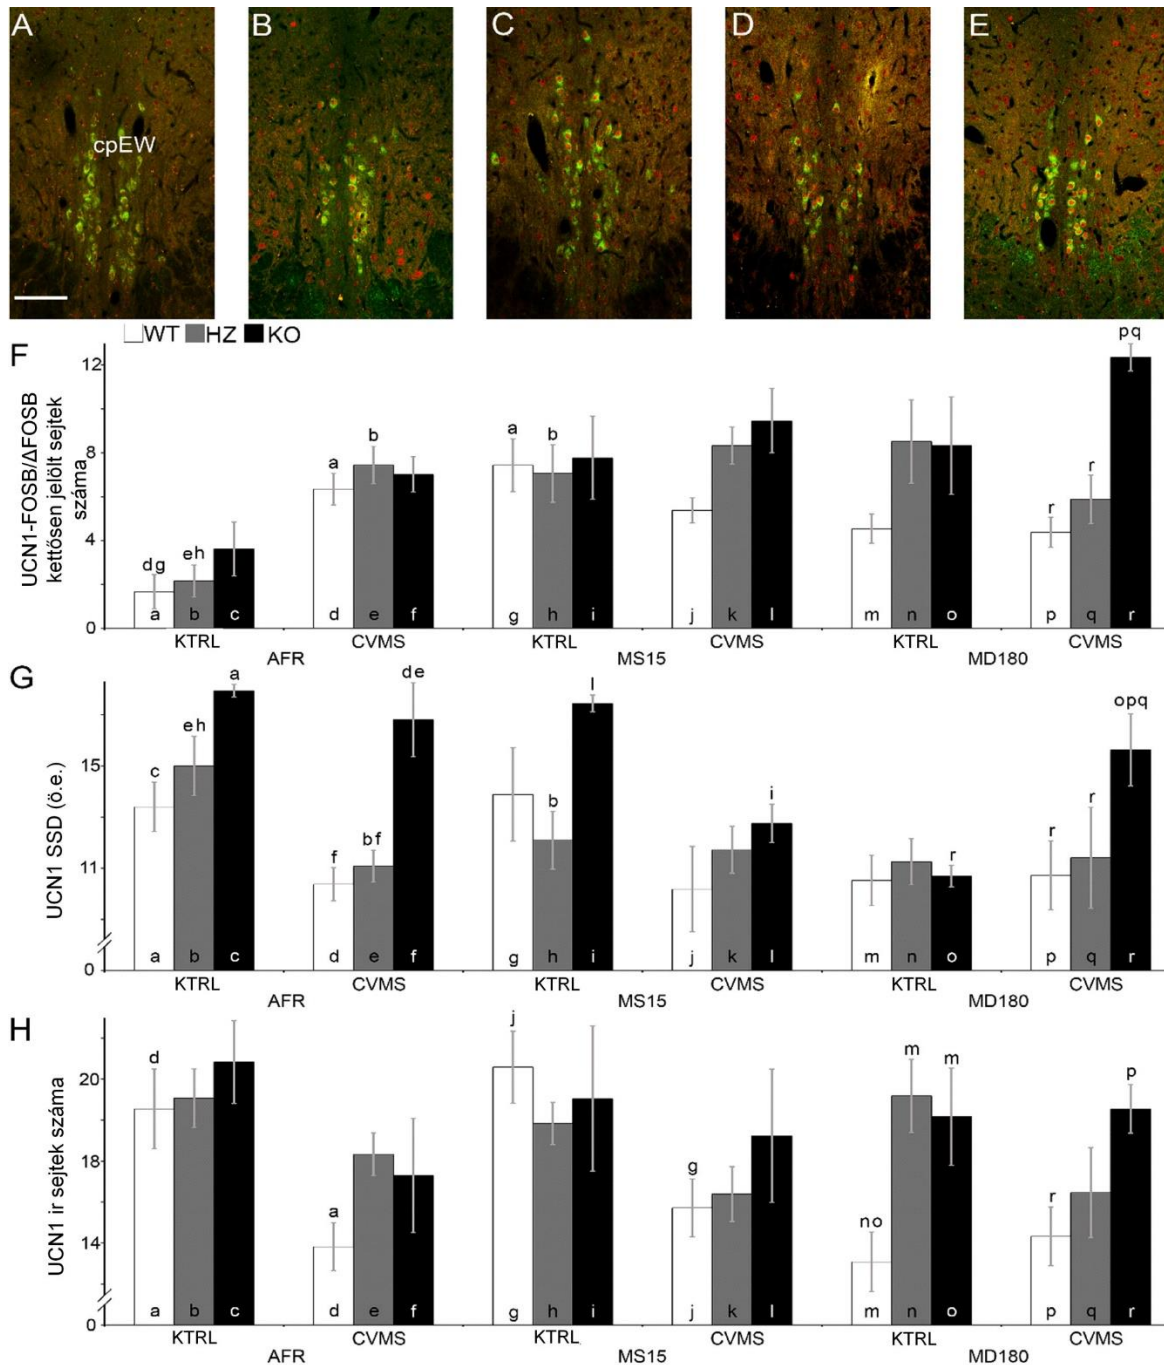 A B C D E
cpEW
WT HZ KO
F
UCN1-FOSB/ΔFOSB
kettősen jelölt sejtek
száma
12
8
4
0
dg eh a b a b r r pq
a b c d e f g h i j k l m n o p q r
KTRL CVMS KTRL CVMS KTRL CVMS
AFR MS15 MD180
G
UCN1 SSD (ö.e.)
15
11
0
c eh a f bf de b l i r r r opq
a b c d e f g h i j k l m n o p q r
KTRL CVMS KTRL CVMS KTRL CVMS
AFR MS15 MD180
H
UCN1 ir sejtek száma
20
18
14
0
d a j g no m m r p
a b c d e f g h i j k l m n o p q r
KTRL CVMS KTRL CVMS KTRL CVMS
AFR MS15 MD180